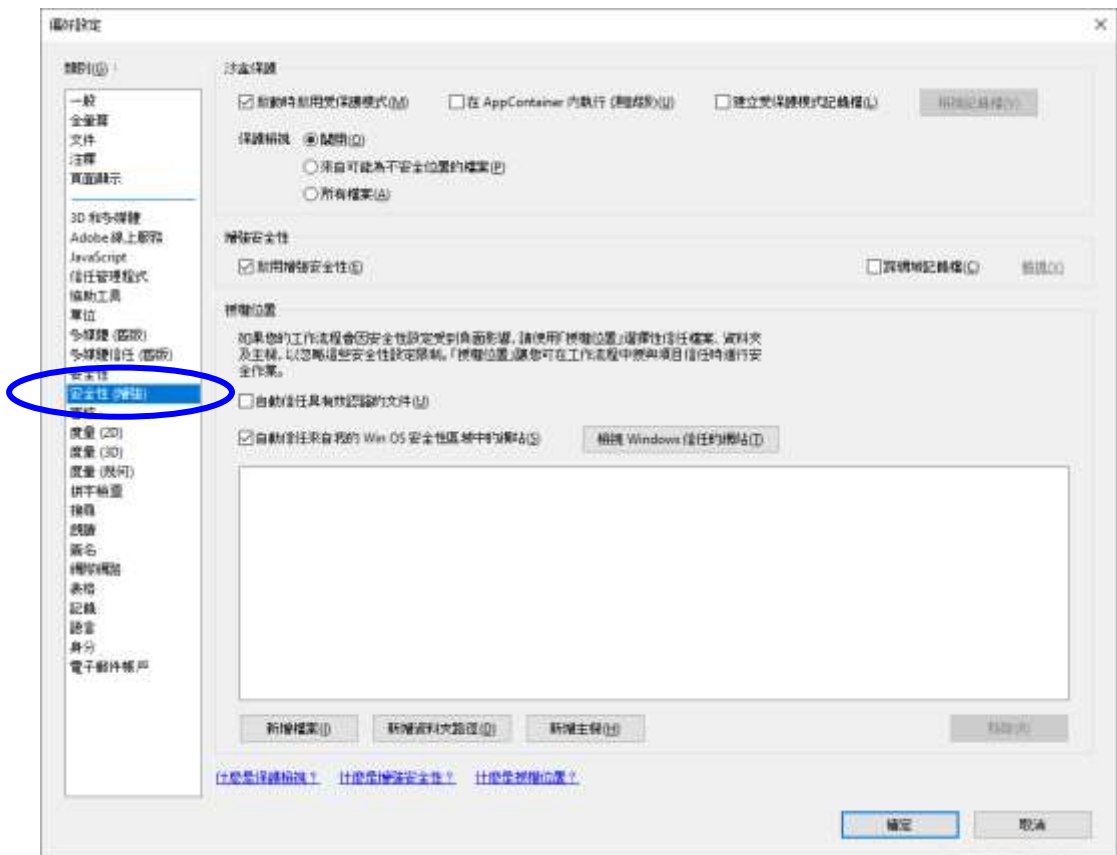 偏好設定
類別(G)：
一般
全螢幕
文件
注釋
頁面顯示
3D 和多媒體
Adobe 線上服務
JavaScript
信任管理程式
協助工具
單位
多媒體 (舊版)
多媒體信任 (舊版)
安全性
安全性 (增強)
度量 (2D)
度量 (3D)
度量 (幾何)
拼字檢查
搜尋
朗讀
簽名
網際網路
表格
記錄
語言
身分
電子郵件帳戶
沙盒保護
啟動時啟用受保護模式(M) 在 AppContainer 內執行 (測試版)(U) 建立受保護模式記錄檔(L) 檢視記錄檔(V)
保護檢視 關閉(O)
來自可能為不安全位置的檔案(P)
所有檔案(A)
增強安全性
啟用增強安全性(E) 跨網域記錄檔(C) 檢視(X)
授權位置
如果您的工作流程會因安全性設定受到負面影響，請使用「授權位置」選擇性信任檔案、資料夾
及主機，以忽略這些安全性設定限制。「授權位置」讓您可在工作流程中授與項目信任時進行安
全作業。
自動信任具有效認證的文件(U)
自動信任來自我的 Win OS 安全性區域中的網站(S) 檢視 Windows 信任的網站(T)
新增檔案(I) 新增資料夾路徑(D) 新增主機(H) 移除(R)
什麼是保護檢視？ 什麼是增強安全性？ 什麼是授權位置？
確定 取消